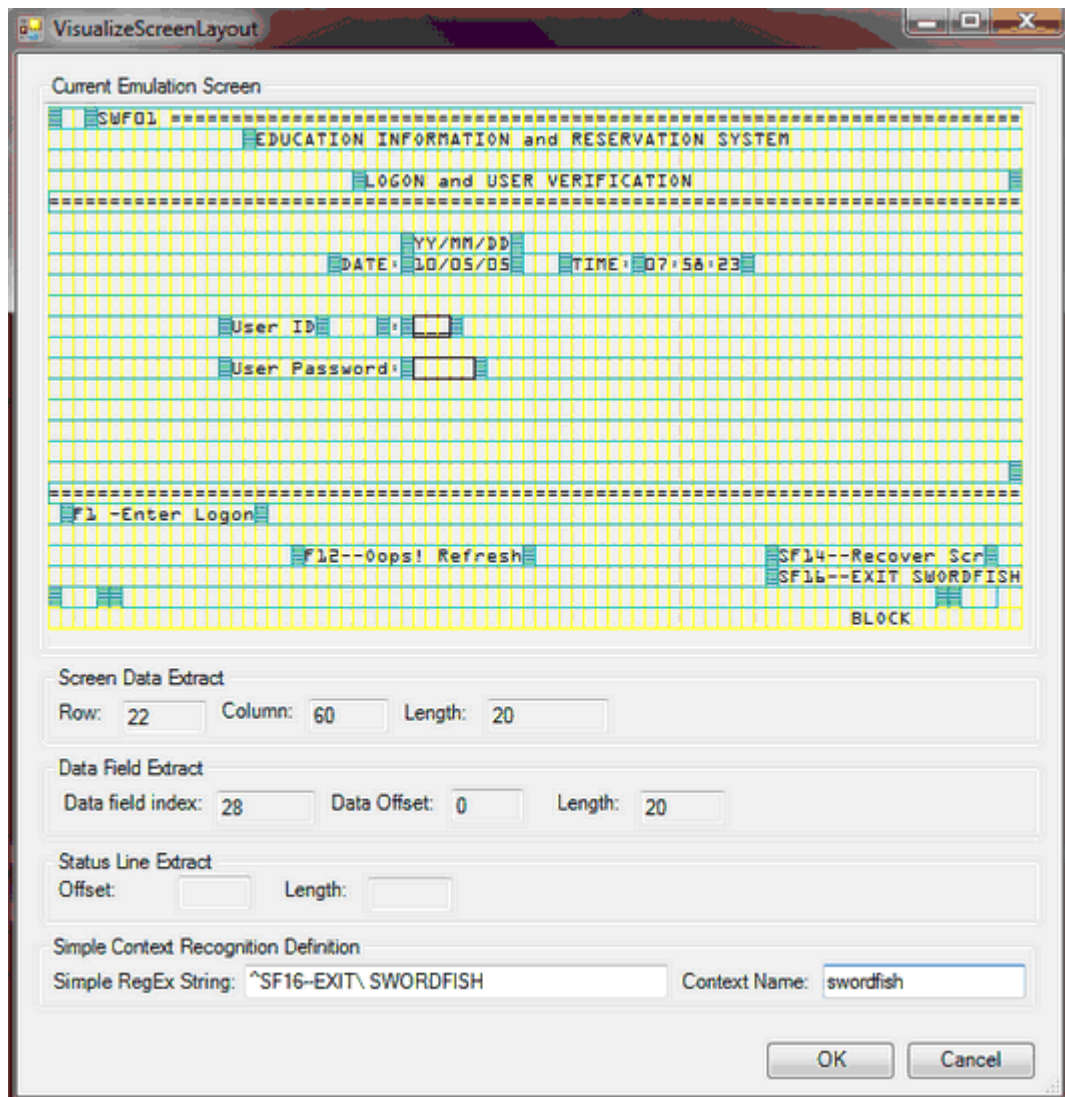 VisualizeScreenLayout
Current Emulation Screen
SWF01 ======================================================================
EDUCATION INFORMATION and RESERVATION SYSTEM
LOGON and USER VERIFICATION
================================================================================
YY/MM/DD
DATE: 10/05/05 TIME: 07:58:23
User ID : ___
User Password:
================================================================================
F1 -Enter Logon
F12--Oops! Refresh SF14--Recover Scr
SF16--EXIT SWORDFISH
BLOCK
Screen Data Extract
Row: 22 Column: 60 Length: 20
Data Field Extract
Data field index: 28 Data Offset: 0 Length: 20
Status Line Extract
Offset: Length:
Simple Context Recognition Definition
Simple RegEx String: ^SF16--EXIT\ SWORDFISH Context Name: swordfish
OK Cancel